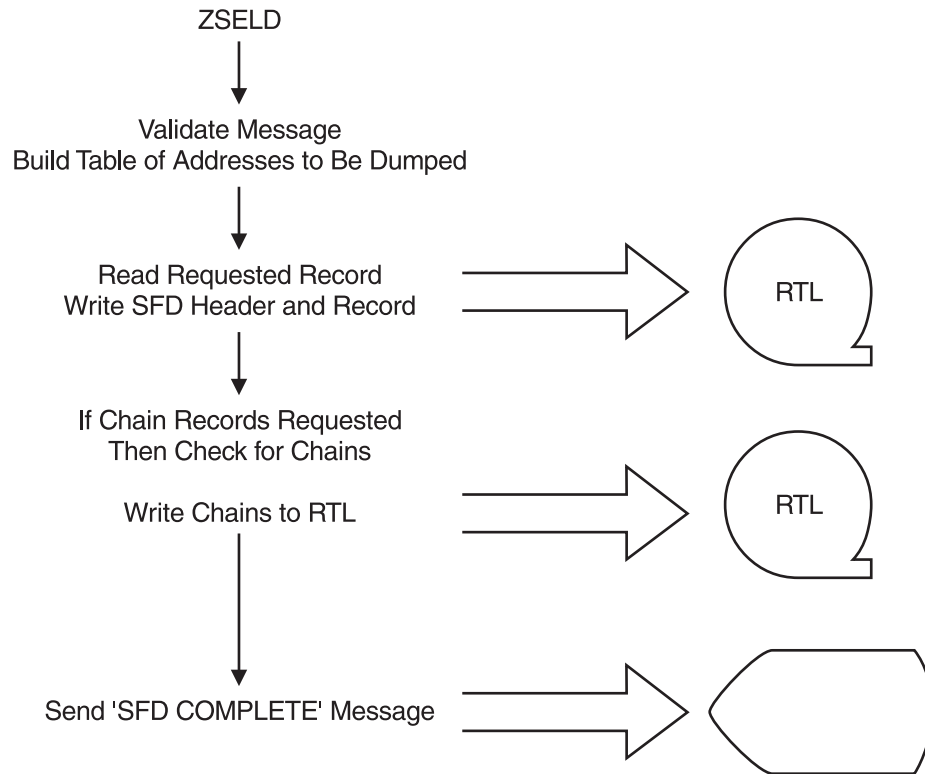 ZSELD
Validate Message
Build Table of Addresses to Be Dumped
Read Requested Record
Write SFD Header and Record
RTL
If Chain Records Requested
Then Check for Chains
Write Chains to RTL
RTL
Send 'SFD COMPLETE' Message